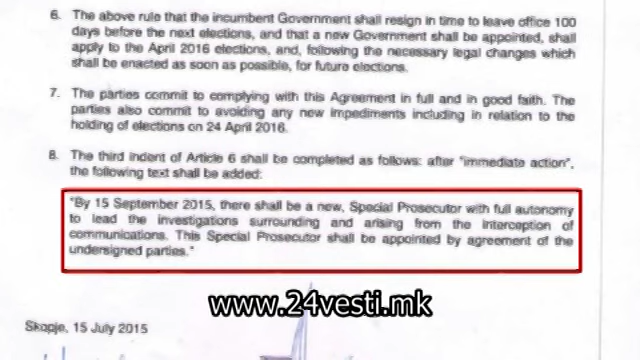 6. The above rule that the incumbent Government shall resign in time to leave office 100
days before the next elections, and that a new Government shall be appointed, shall
apply to the April 2016 elections, and, following the necessary legal changes which
shall be enacted as soon as possible, for future elections.
7. The parties commit to complying with this Agreement in full and in good faith. The
parties also commit to avoiding any new impediments including in relation to the
holding of elections on 24 April 2016.
8. The third indent of Article 6 shall be completed as follows: after "immediate action",
the following text shall be added:
"By 15 September 2015, there shall be a new, Special Prosecutor with full autonomy
to lead the investigations surrounding and arising from the interception of
communications. This Special Prosecutor shall be appointed by agreement of the
undersigned parties."
www.24vesti.mk
Skopje, 15 July 2015